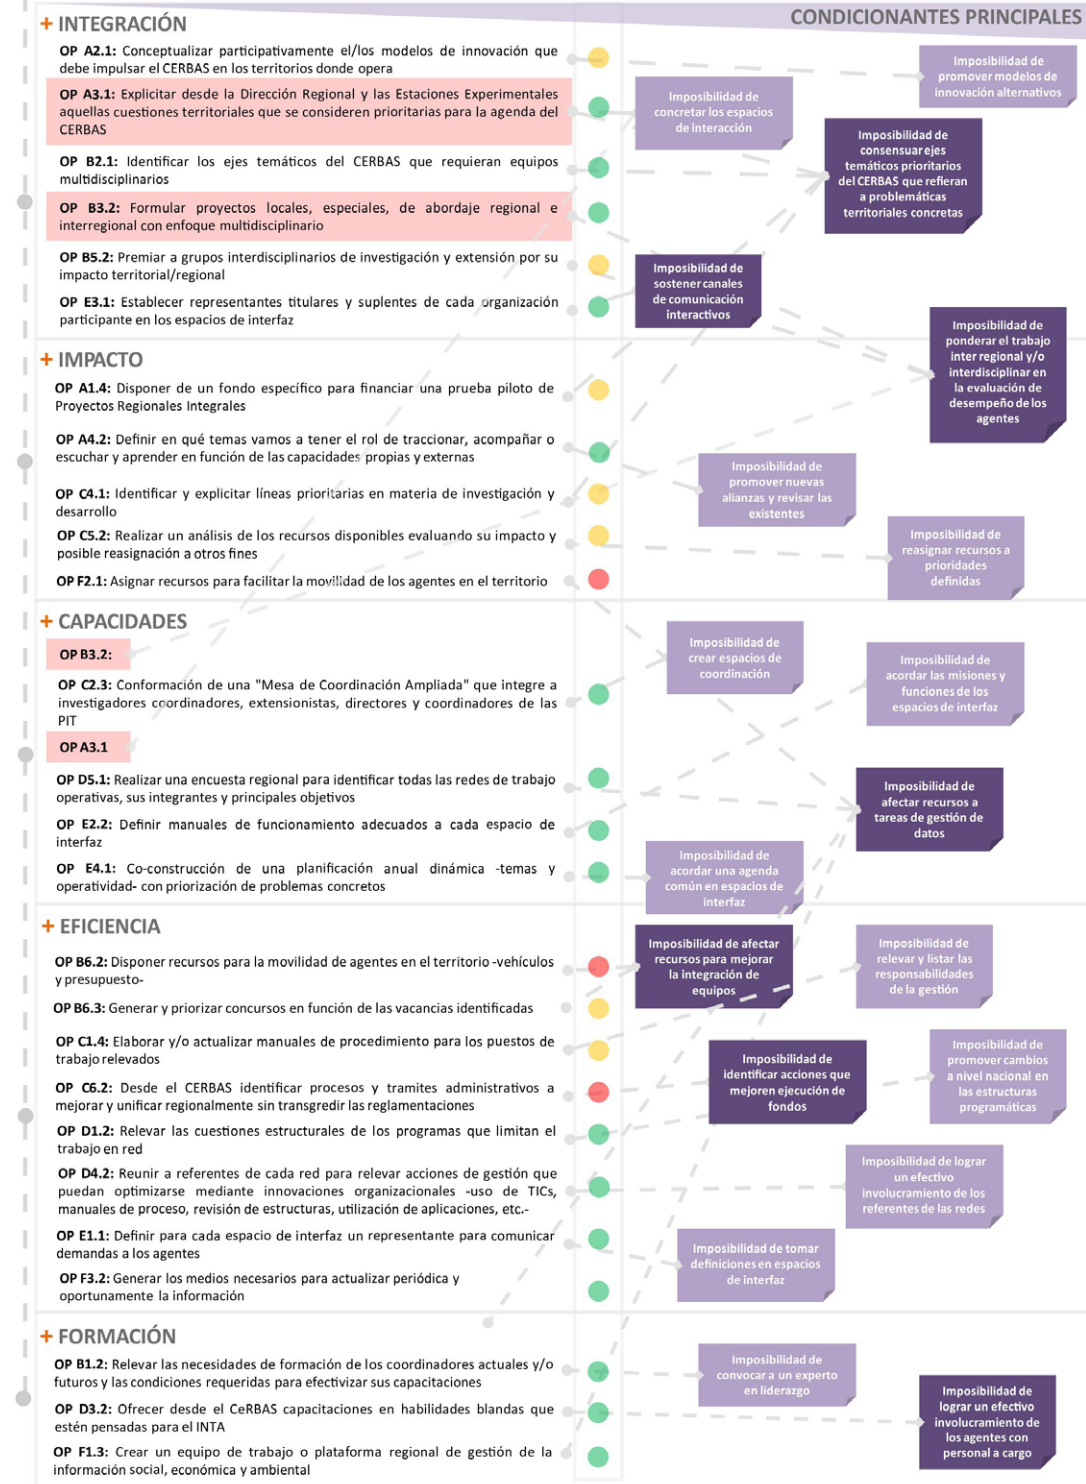 CONDICIONANTES PRINCIPALES
+ INTEGRACIÓN
OP A2.1: Conceptualizar participativamente el/los modelos de innovación que
debe impulsar el CERBAS en los territorios donde opera
OP A3.1: Explicitar desde la Dirección Regional y las Estaciones Experimentales
aquellas cuestiones territoriales que se consideren prioritarias para la agenda del
CERBAS
OP B2.1: Identificar los ejes temáticos del CERBAS que requieran equipos
multidisciplinarios
OP B3.2: Formular proyectos locales, especiales, de abordaje regional e
interregional con enfoque multidisciplinario
OP B5.2: Premiar a grupos interdisciplinarios de investigación y extensión por su
impacto territorial/regional
OP E3.1: Establecer representantes titulares y suplentes de cada organización
participante en los espacios de interfaz
Imposibilidad de
promover modelos de
innovación alternativos
Imposibilidad de
concretar los espacios
de interacción
Imposibilidad de
consensuar ejes
temáticos prioritarios
del CERBAS que refieran
a problemáticas
territoriales concretas
Imposibilidad de
sostener canales
de comunicación
interactivos
Imposibilidad de
ponderar el trabajo
inter regional y/o
interdisciplinar en
la evaluación de
desempeño de los
agentes
+ IMPACTO
OP A1.4: Disponer de un fondo específico para financiar una prueba piloto de
Proyectos Regionales Integrales
OP A4.2: Definir en qué temas vamos a tener el rol de traccionar, acompañar o
escuchar y aprender en función de las capacidades propias y externas
OP C4.1: Identificar y explicitar líneas prioritarias en materia de investigación y
desarrollo
OP C5.2: Realizar un análisis de los recursos disponibles evaluando su impacto y
posible reasignación a otros fines
OP F2.1: Asignar recursos para facilitar la movilidad de los agentes en el territorio
Imposibilidad de
promover nuevas
alianzas y revisar las
existentes
Imposibilidad de
reasignar recursos a
prioridades
definidas
+ CAPACIDADES
OP B3.2:
OP C2.3: Conformación de una "Mesa de Coordinación Ampliada" que integre a
investigadores coordinadores, extensionistas, directores y coordinadores de las
PIT
OP A3.1
OP D5.1: Realizar una encuesta regional para identificar todas las redes de trabajo
operativas, sus integrantes y principales objetivos
OP E2.2: Definir manuales de funcionamiento adecuados a cada espacio de
interfaz
OP E4.1: Co-construcción de una planificación anual dinámica -temas y
operatividad- con priorización de problemas concretos
Imposibilidad de
crear espacios de
coordinación
Imposibilidad de
acordar las misiones y
funciones de los
espacios de interfaz
Imposibilidad de
afectar recursos a
tareas de gestión de
datos
Imposibilidad de
acordar una agenda
común en espacios de
interfaz
+ EFICIENCIA
OP B6.2: Disponer recursos para la movilidad de agentes en el territorio -vehículos
y presupuesto-
OP B6.3: Generar y priorizar concursos en función de las vacancias identificadas
OP C1.4: Elaborar y/o actualizar manuales de procedimiento para los puestos de
trabajo relevados
OP C6.2: Desde el CERBAS identificar procesos y tramites administrativos a
mejorar y unificar regionalmente sin transgredir las reglamentaciones
OP D1.2: Relevar las cuestiones estructurales de los programas que limitan el
trabajo en red
OP D4.2: Reunir a referentes de cada red para relevar acciones de gestión que
puedan optimizarse mediante innovaciones organizacionales -uso de TICs,
manuales de proceso, revisión de estructuras, utilización de aplicaciones, etc.-
OP E1.1: Definir para cada espacio de interfaz un representante para comunicar
demandas a los agentes
OP F3.2: Generar los medios necesarios para actualizar periódica y
oportunamente la información
Imposibilidad de afectar
recursos para mejorar
la integración de
equipos
Imposibilidad de
relevar y listar las
responsabilidades
de la gestión
Imposibilidad de
identificar acciones que
mejoren ejecución de
fondos
Imposibilidad de
promover cambios
a nivel nacional en
las estructuras
programáticas
Imposibilidad de lograr
un efectivo
involucramiento de los
referentes de las redes
Imposibilidad de tomar
definiciones en espacios
de interfaz
+ FORMACIÓN
OP B1.2: Relevar las necesidades de formación de los coordinadores actuales y/o
futuros y las condiciones requeridas para efectivizar sus capacitaciones
OP D3.2: Ofrecer desde el CeRBAS capacitaciones en habilidades blandas que
estén pensadas para el INTA
OP F1.3: Crear un equipo de trabajo o plataforma regional de gestión de la
información social, económica y ambiental
Imposibilidad de
convocar a un experto
en liderazgo
Imposibilidad de
lograr un efectivo
involucramiento de
los agentes con
personal a cargo